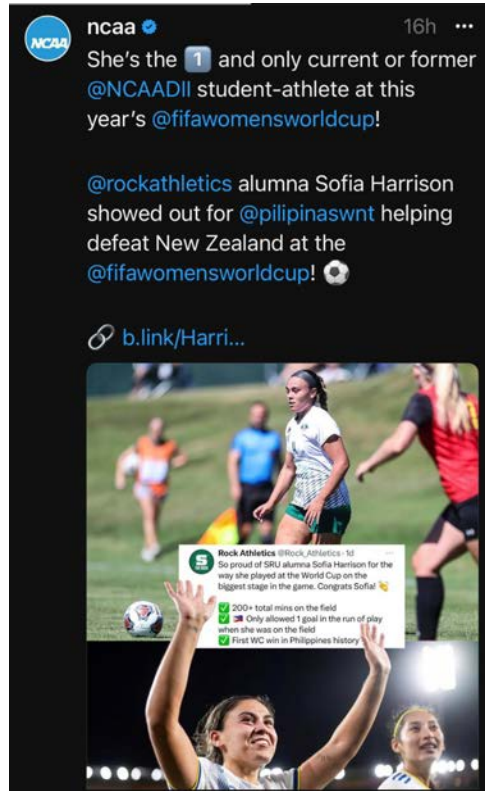 NCAA
ncaa
16h ...
She's the 1 and only current or former
@NCAADII student-athlete at this
year's @fifawomensworldcup!
@rockathletics alumna Sofia Harrison
showed out for @pilipinaswnt helping
defeat New Zealand at the
@fifawomensworldcup!
b.link/Harri...
Rock Athletics @Rock_Athletics · 1d ...
So proud of SRU alumna Sofia Harrison for the
way she played at the World Cup on the
biggest stage in the game. Congrats Sofia!
200+ total mins on the field
Only allowed 1 goal in the run of play
when she was on the field
First WC win in Philippines history